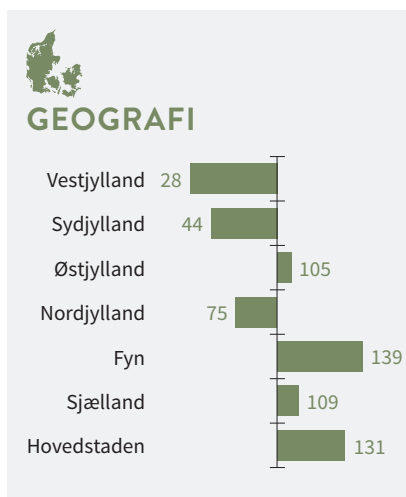 GEOGRAFI
Vestjylland 28
Sydjylland 44
Østjylland 105
Nordjylland 75
Fyn 139
Sjælland 109
Hovedstaden 131